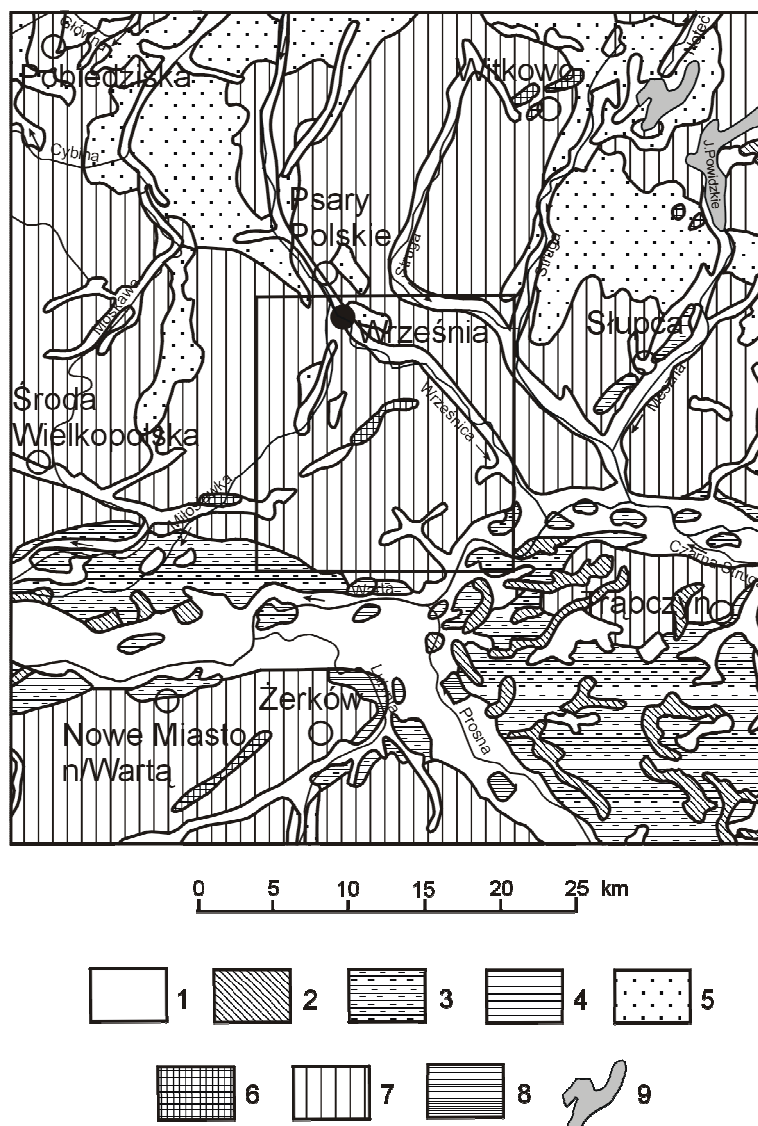 Główna
Noteć
Pobiedziska
Witkowo
Cybina
J.Powidzkie
Psary
Polskie
Struga
Struga
Moskawa
Września
Słupca
Środa
Wielkopolska
Wrześnica
Meszna
Miłosławka
Czarna Struga
Warta
Trąbczyn
Żerków
Lutynia
Prosna
Nowe Miasto
n/Wartą
0 5 10 15 20 25 km
1 2 3 4 5
6 7 8 9